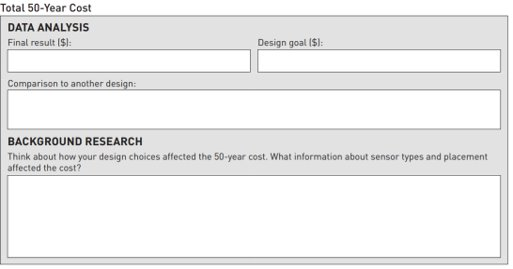 Total 50-Year Cost
DATA ANALYSIS
Final result ($):
Design goal ($):
Comparison to another design:
BACKGROUND RESEARCH
Think about how your design choices affected the 50-year cost. What information about sensor types and placement
affected the cost?